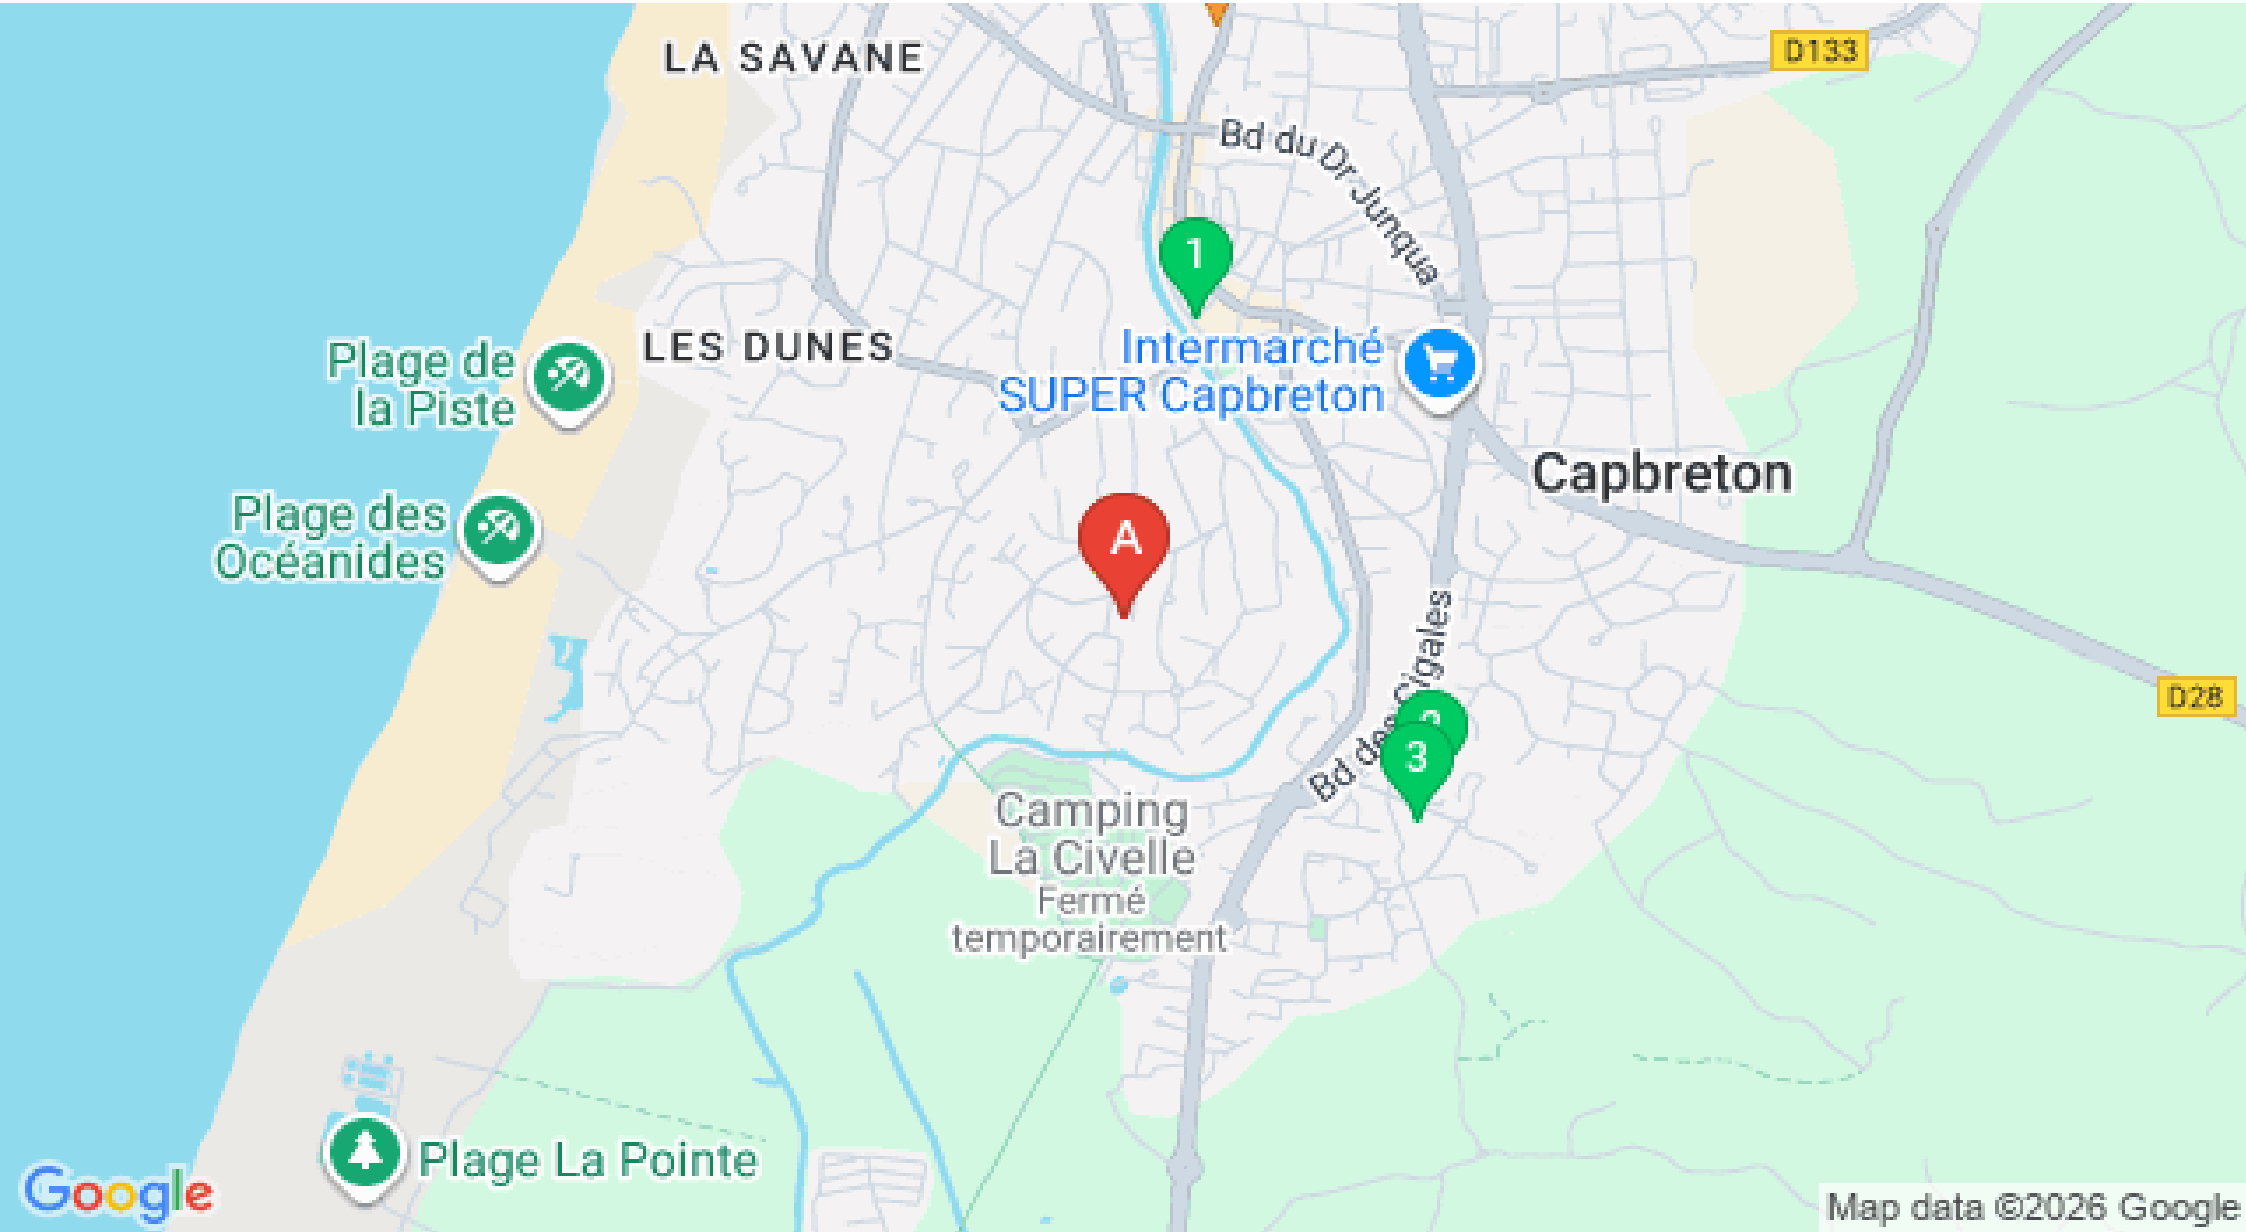 LA SAVANE
D133
Bd du Dr Junqua
1
LES DUNES
Plage de
la Piste
Intermarché
SUPER Capbreton
Capbreton
Plage des
Océanides
A
Bd des Cigales
D28
2
3
Camping
La Civelle
Fermé
temporairement
Plage La Pointe
Google
Map data ©2026 Google